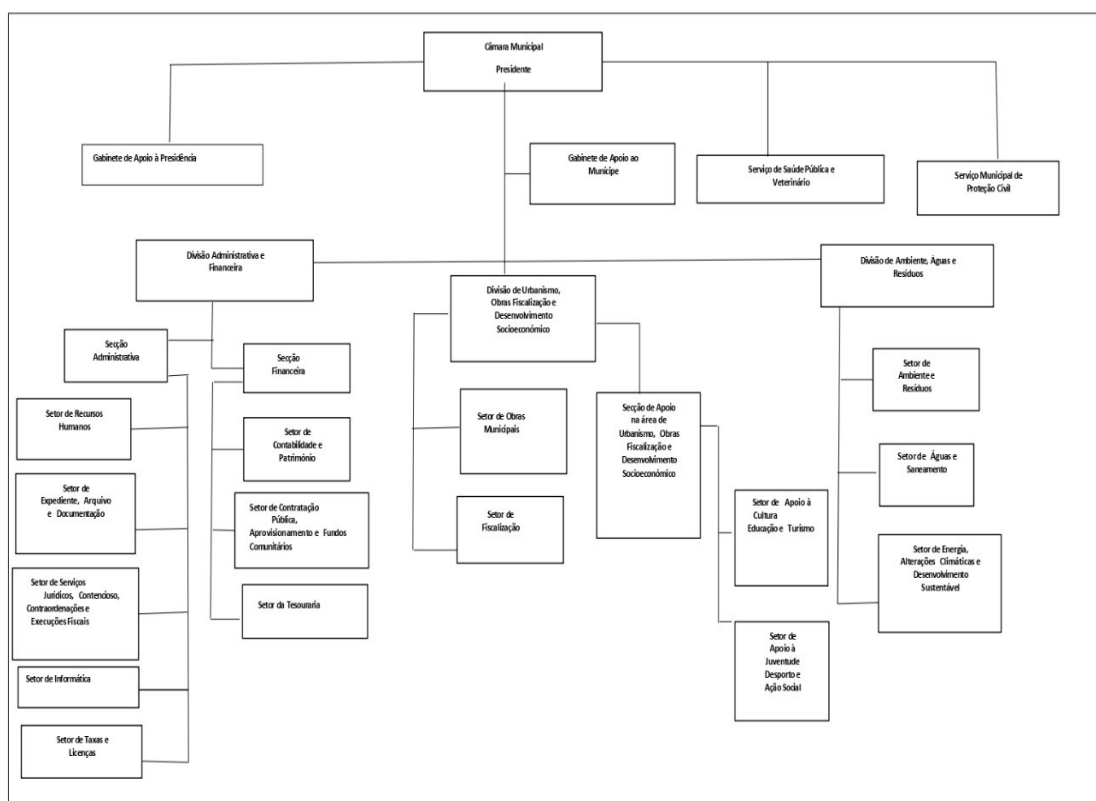 Câmara Municipal
Presidente
Gabinete de Apoio à Presidência
Gabinete de Apoio ao
Munícipe
Serviço de Saúde Pública e
Veterinário
Serviço Municipal de
Proteção Civil
Divisão Administrativa e
Financeira
Divisão de Urbanismo,
Obras Fiscalização e
Desenvolvimento
Socioeconómico
Divisão de Ambiente, Águas e
Resíduos
Secção
Administrativa
Secção
Financeira
Setor de Recursos
Humanos
Setor de
Expediente, Arquivo
e Documentação
Setor de Serviços
Jurídicos, Contencioso,
Contraordenações e
Execuções Fiscais
Setor de Informática
Setor de Taxas e
Licenças
Setor de
Contabilidade e
Património
Setor de Contratação
Pública,
Aprovisionamento e Fundos
Comunitários
Setor da Tesouraria
Setor de Obras
Municipais
Setor de
Fiscalização
Secção de Apoio
na área de
Urbanismo, Obras
Fiscalização e
Desenvolvimento
Socioeconómico
Setor de Apoio à
Cultura
Educação e Turismo
Setor de
Apoio à
Juventude
Desporto e
Ação Social
Setor de
Ambiente e
Resíduos
Setor de Águas e
Saneamento
Setor de Energia,
Alterações Climáticas e
Desenvolvimento
Sustentável